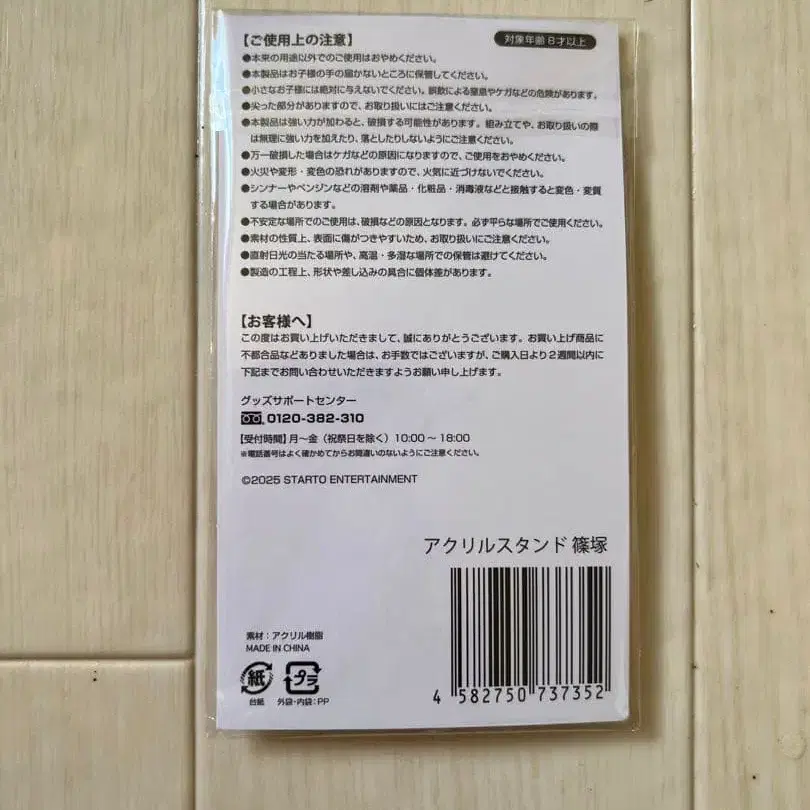 【ご使用上の注意】
対象年齢8才以上
●本来の用途以外でのご使用はおやめください。
●本製品はお子様の手の届かないところに保管してください。
●小さなお子様には絶対に与えないでください。誤飲による窒息やケガなどの危険があります。
●尖った部分がありますので、お取り扱いにはご注意ください。
●本製品は強い力が加わると、破損する可能性があります。組み立てや、お取り扱いの際
は無理に強い力を加えたり、落としたりしないようにご注意ください。
●万一破損した場合はケガなどの原因になりますので、ご使用をおやめください。
●火災や変形・変色の恐れがありますので、火気に近づけないでください。
●シンナーやベンジンなどの溶剤や薬品・化粧品・消毒液などと接触すると変色・変質
する場合があります。
●不安定な場所でのご使用は、破損などの原因となります。必ず平らな場所でご使用ください。
●素材の性質上、表面に傷がつきやすいため、お取り扱いにご注意ください。
●直射日光の当たる場所や、高温・多湿な場所での保管は避けてください。
●製造の工程上、形状や差し込みの具合に個体差があります。
【お客様へ】
この度はお買い上げいただきまして、誠にありがとうございます。お買い上げ商品に
不都合品などありました場合は、お手数ではございますが、ご購入日より2週間以内に
下記までお問い合わせいただきますようお願い申し上げます。
グッズサポートセンター
0120-382-310
【受付時間】月〜金（祝祭日を除く）10:00〜18:00
※電話番号はよく確かめてからお間違いのないようにご注意ください。
©2025 STARTO ENTERTAINMENT
アクリルスタンド 篠塚
素材：アクリル樹脂
MADE IN CHINA
紙
プラ
台紙
外袋・内袋：PP
4 582750 737352